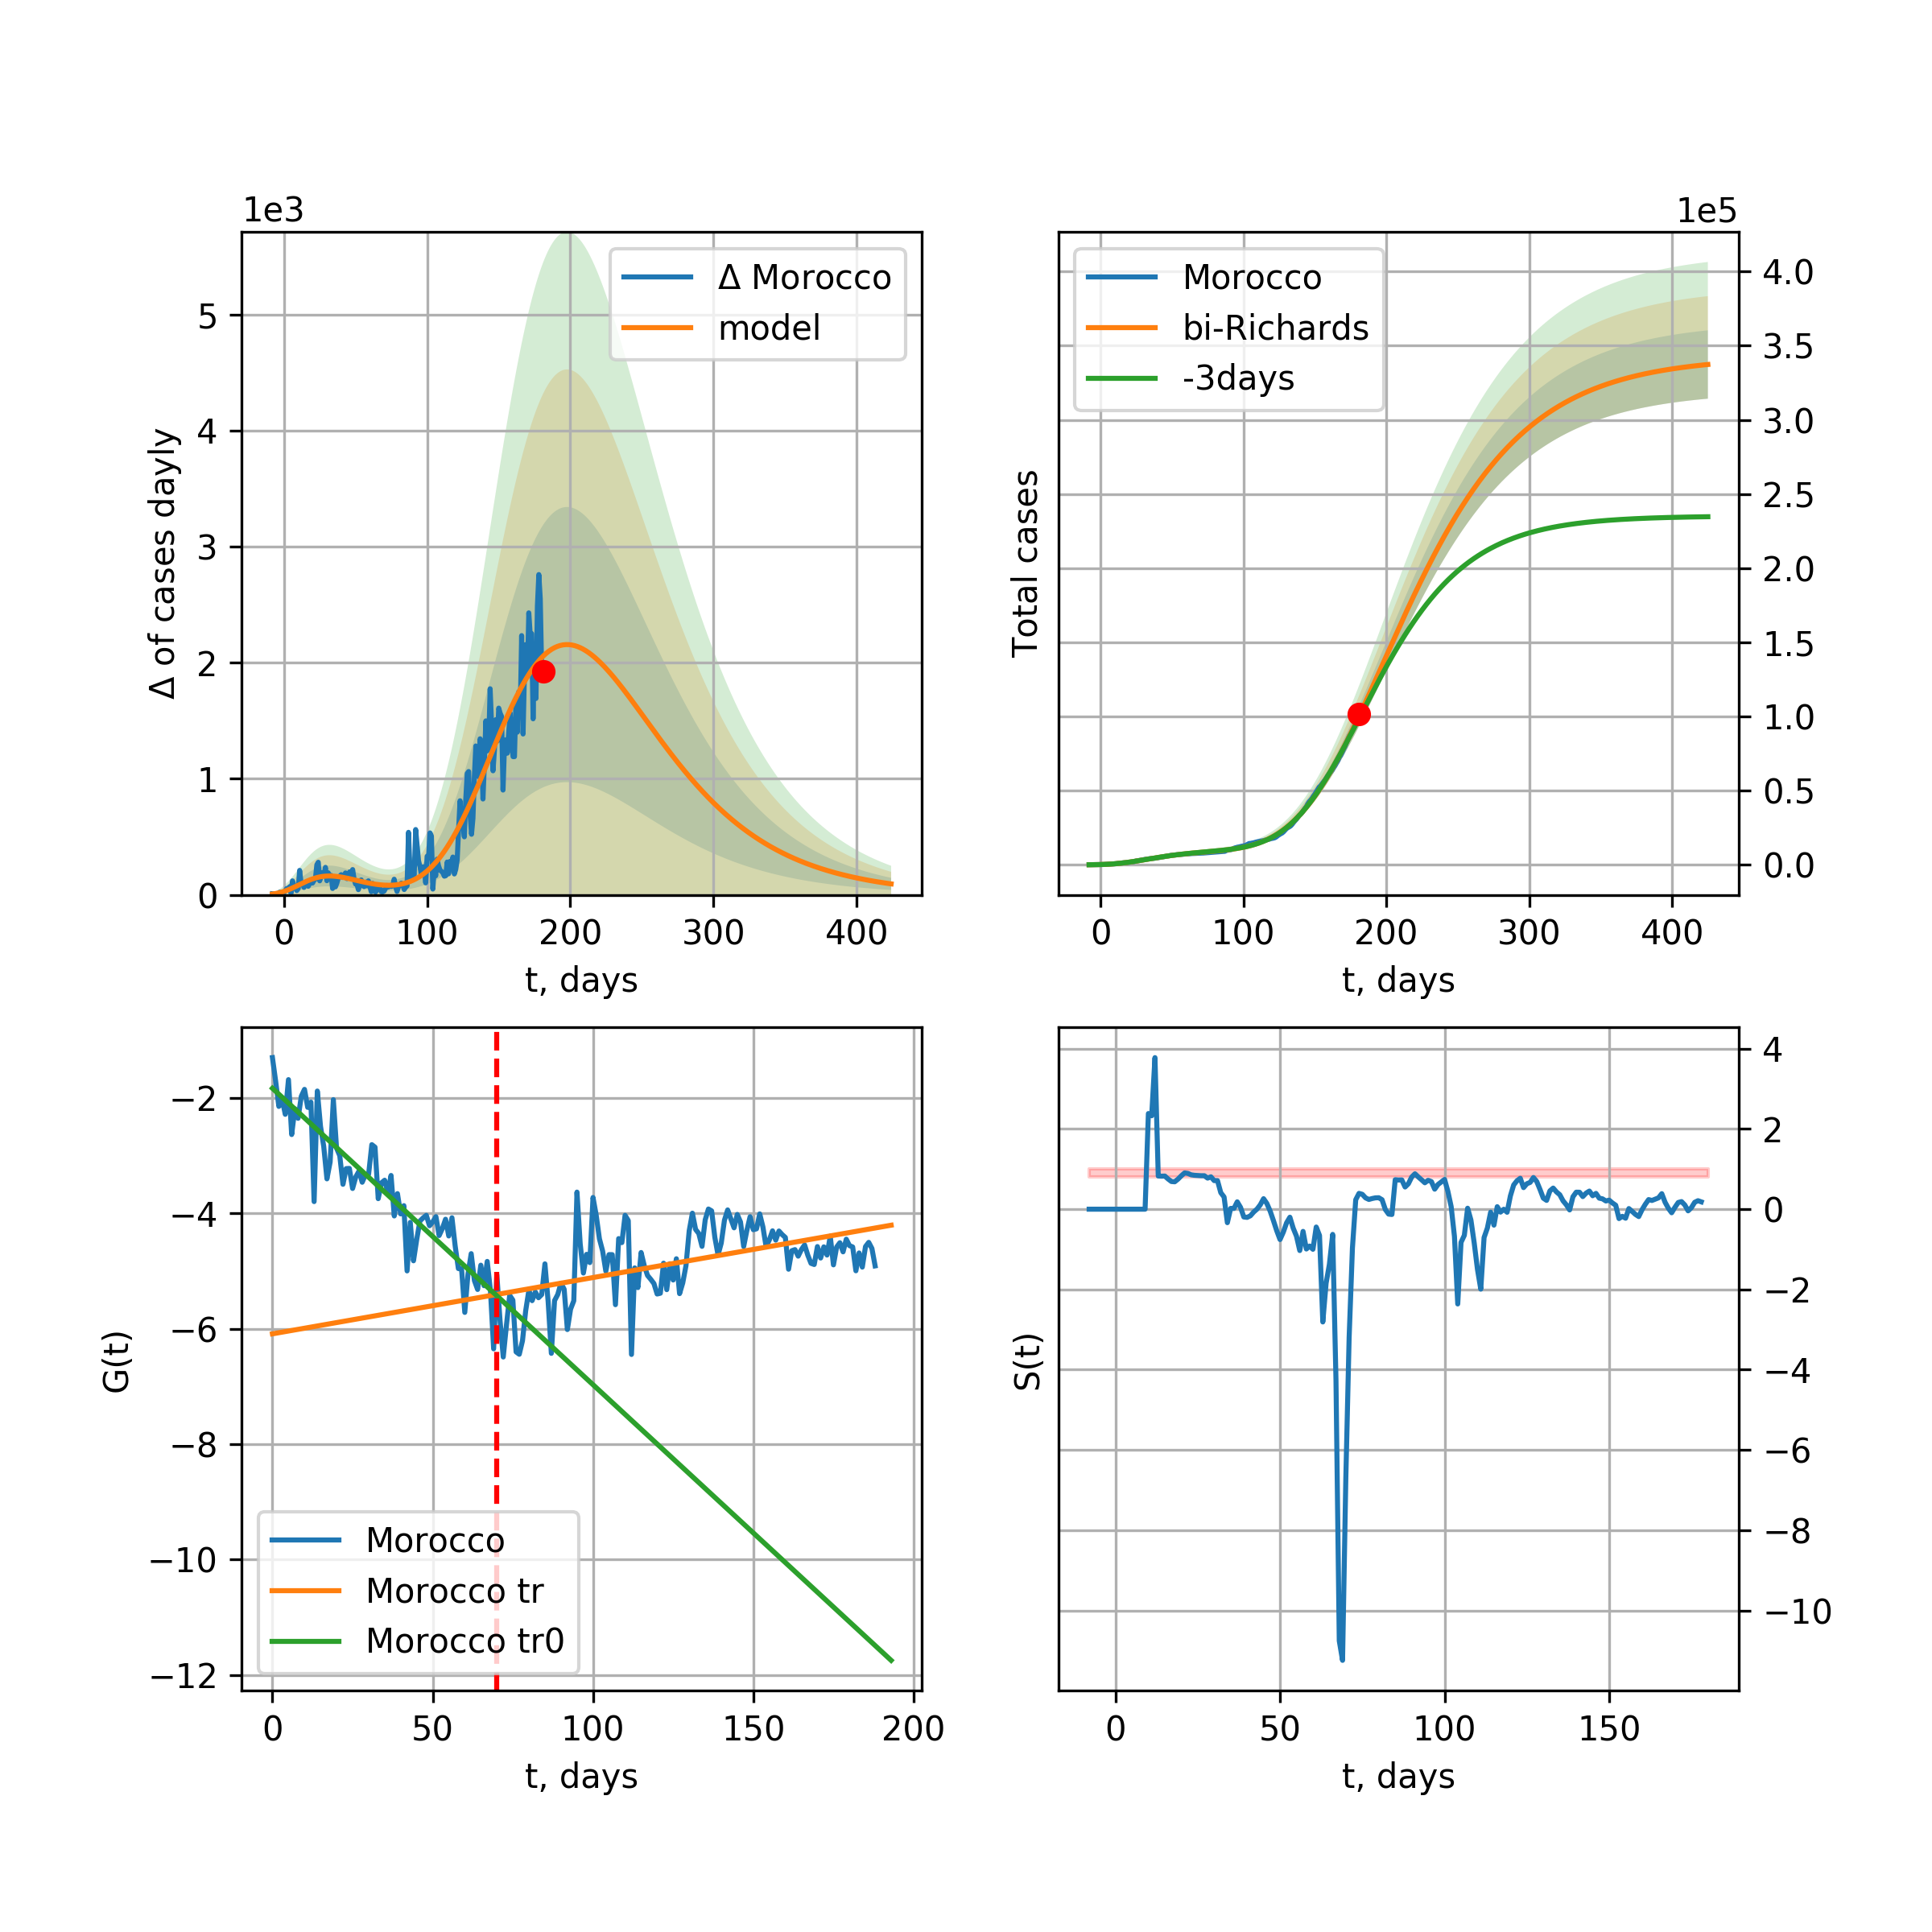 1e3
Δ of cases dayly
5
4
3
2
1
0
0 100 200 300 400
t, days
Δ Morocco
model
1e5
Total cases
4.0
3.5
3.0
2.5
2.0
1.5
1.0
0.5
0.0
0 100 200 300 400
t, days
Morocco
bi-Richards
-3days
G(t)
−2
−4
−6
−8
−10
−12
0 50 100 150 200
t, days
Morocco
Morocco tr
Morocco tr0
S(t)
4
2
0
−2
−4
−6
−8
−10
0 50 100 150
t, days